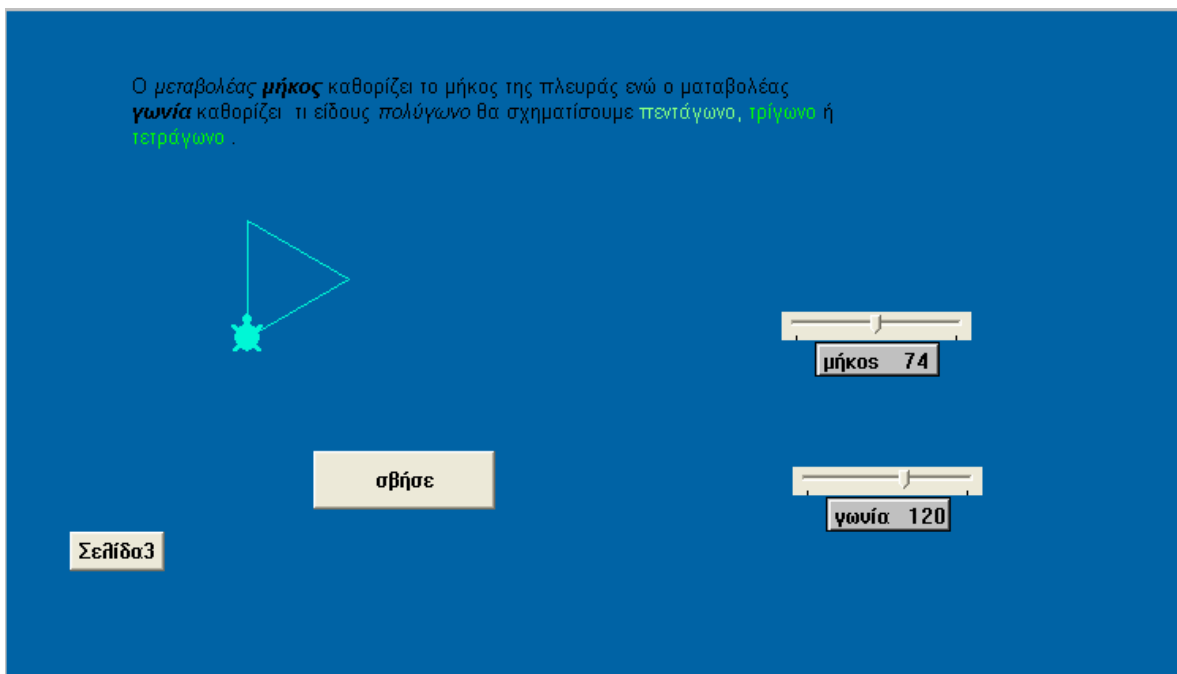 Ο μεταβολέας μήκος καθορίζει το μήκος της πλευράς ενώ ο ματαβολέας
γωνία καθορίζει τι είδους πολύγωνο θα σχηματίσουμε πεντάγωνο, τρίγωνο ή
τετράγωνο .
μήκος 74
σβήσε
γωνία 120
Σελίδα3